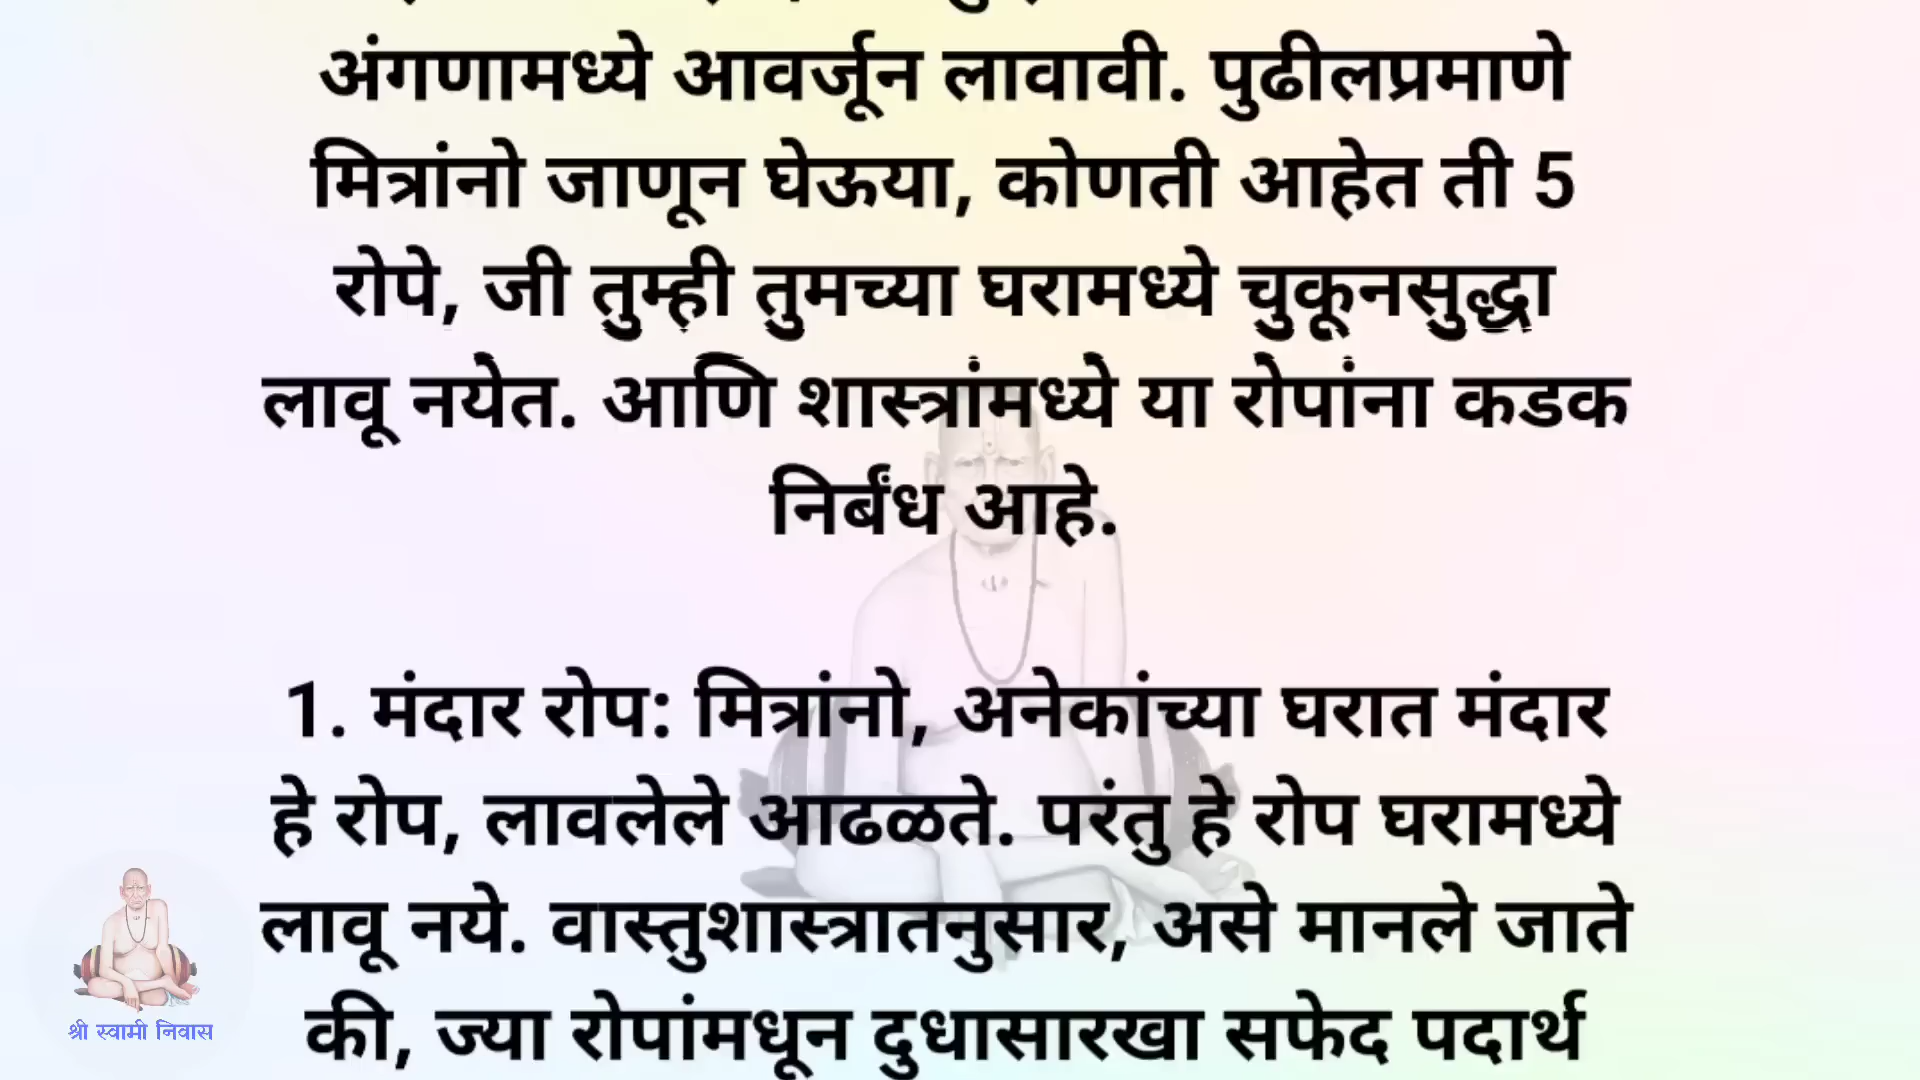 अंगणामध्ये आवर्जून लावावी. पुढीलप्रमाणे
मित्रांनो जाणून घेऊया, कोणती आहेत ती 5
रोपे, जी तुम्ही तुमच्या घरामध्ये चुकूनसुद्धा
लावू नयेत. आणि शास्त्रांमध्ये या रोपांना कडक
निर्बंध आहे.
1. मंदार रोप: मित्रांनो, अनेकांच्या घरात मंदार
हे रोप, लावलेले आढळते. परंतु हे रोप घरामध्ये
लावू नये. वास्तुशास्त्रातनुसार, असे मानले जाते
की, ज्या रोपांमधून दुधासारखा सफेद पदार्थ
श्री स्वामी निवास